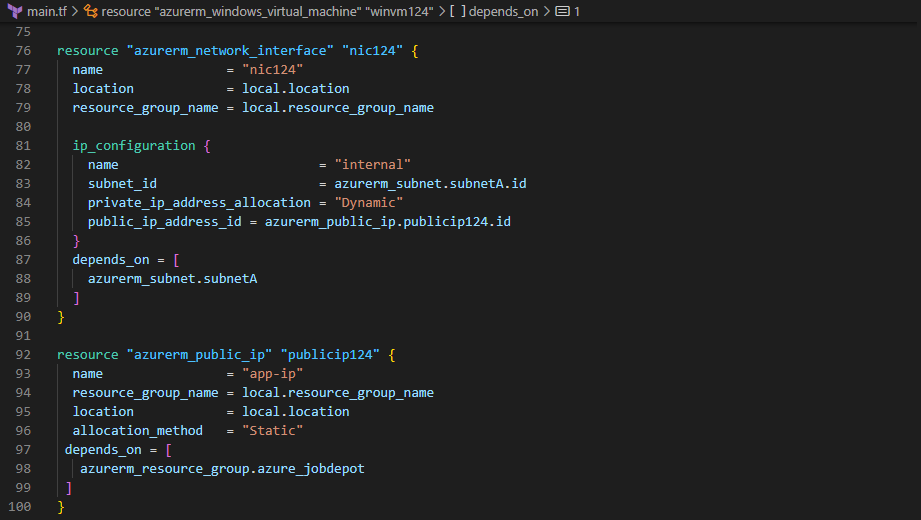 main.tf > resource "azurerm_windows_virtual_machine" "winvm124" > [ ] depends_on > 1
75
76 resource "azurerm_network_interface" "nic124" {
77   name                = "nic124"
78   location            = local.location
79   resource_group_name = local.resource_group_name
80
81   ip_configuration {
82     name                          = "internal"
83     subnet_id                     = azurerm_subnet.subnetA.id
84     private_ip_address_allocation = "Dynamic"
85     public_ip_address_id = azurerm_public_ip.publicip124.id
86   }
87   depends_on = [
88     azurerm_subnet.subnetA
89   ]
90 }
91
92 resource "azurerm_public_ip" "publicip124" {
93   name                = "app-ip"
94   resource_group_name = local.resource_group_name
95   location            = local.location
96   allocation_method   = "Static"
97  depends_on = [
98    azurerm_resource_group.azure_jobdepot
99  ]
100 }